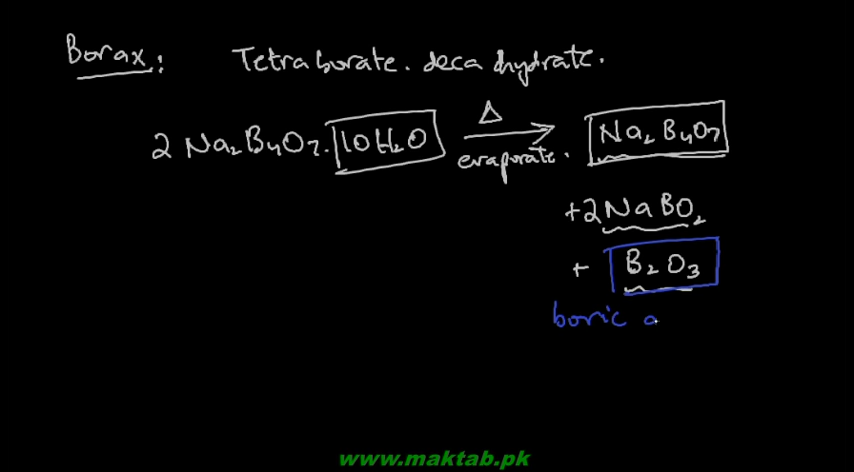 Borax: Tetraborate. deca hydrate.
2 Na₂B₄O₇. 10H₂O Δ evaporate. Na₂B₄O₇
+2NaBO₂
+ B₂O₃
boric a
www.maktab.pk